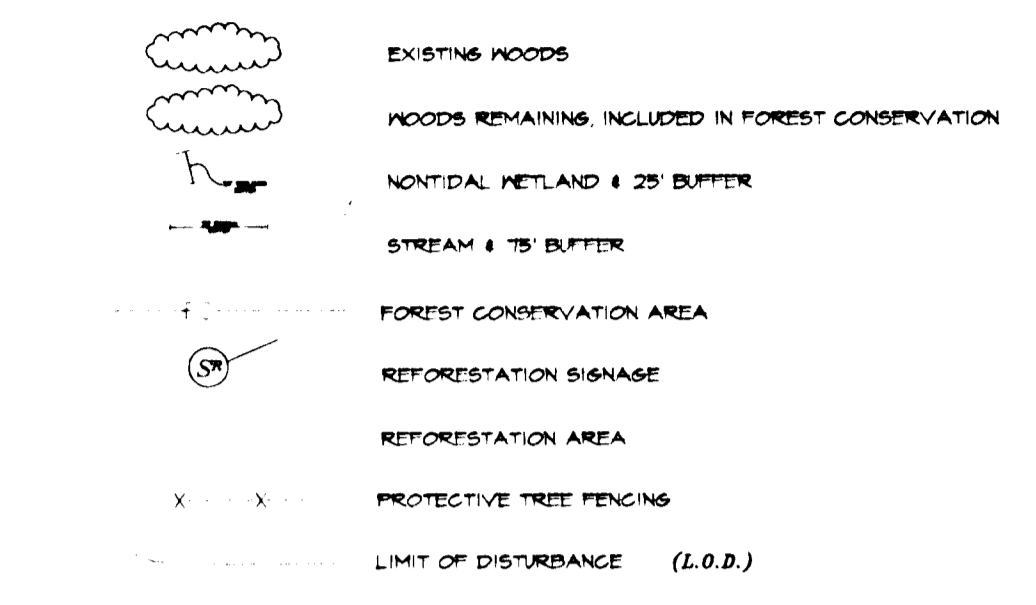 EXISTING WOODS
WOODS REMAINING, INCLUDED IN FOREST CONSERVATION
NONTIDAL WETLAND & 25' BUFFER
STREAM & 75' BUFFER
FOREST CONSERVATION AREA
SR REFORESTATION SIGNAGE
REFORESTATION AREA
X X PROTECTIVE TREE FENCING
LIMIT OF DISTURBANCE (L.O.D.)